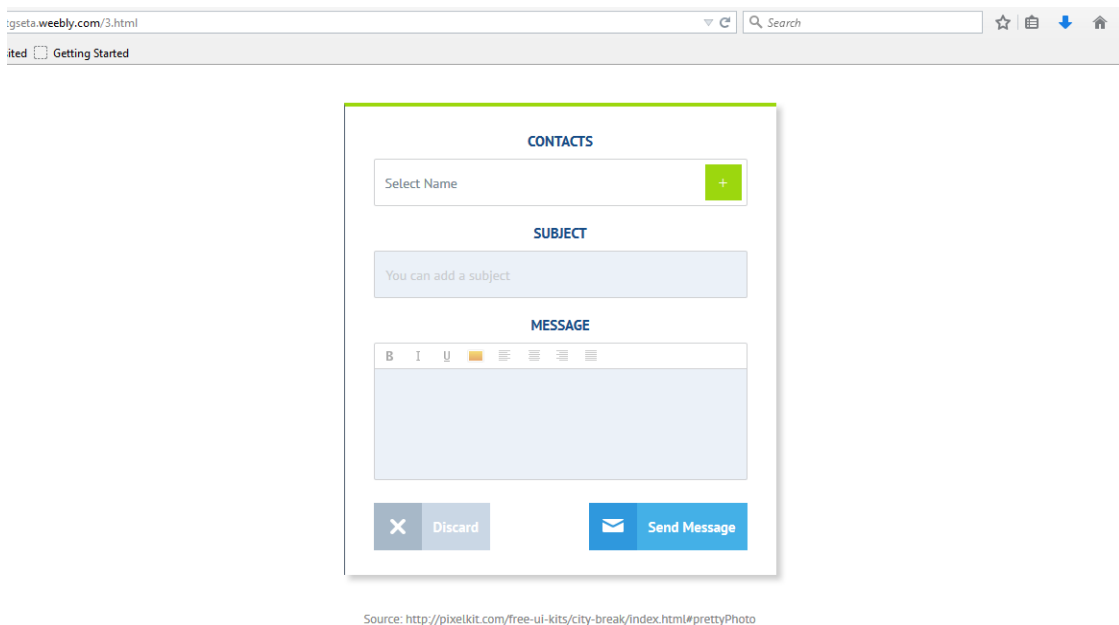 :gseta.weebly.com/3.html
Search
ited Getting Started
CONTACTS
Select Name +
SUBJECT
You can add a subject
MESSAGE
B I U
Discard
Send Message
Source: http://pixelkit.com/free-ui-kits/city-break/index.html#prettyPhoto